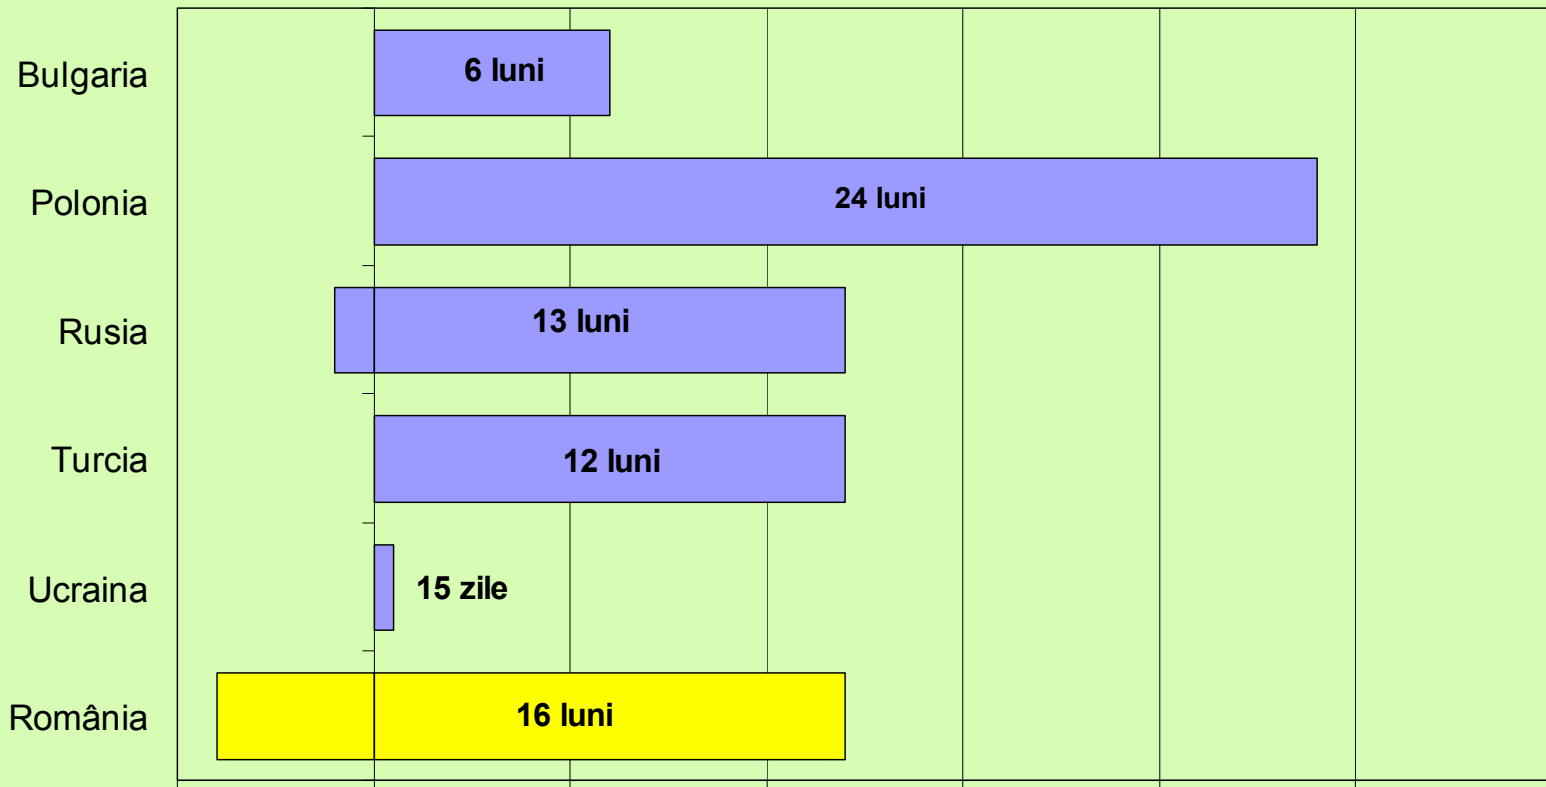 Bulgaria
6 luni
Polonia
24 luni
Rusia
13 luni
Turcia
12 luni
Ucraina
15 zile
România
16 luni